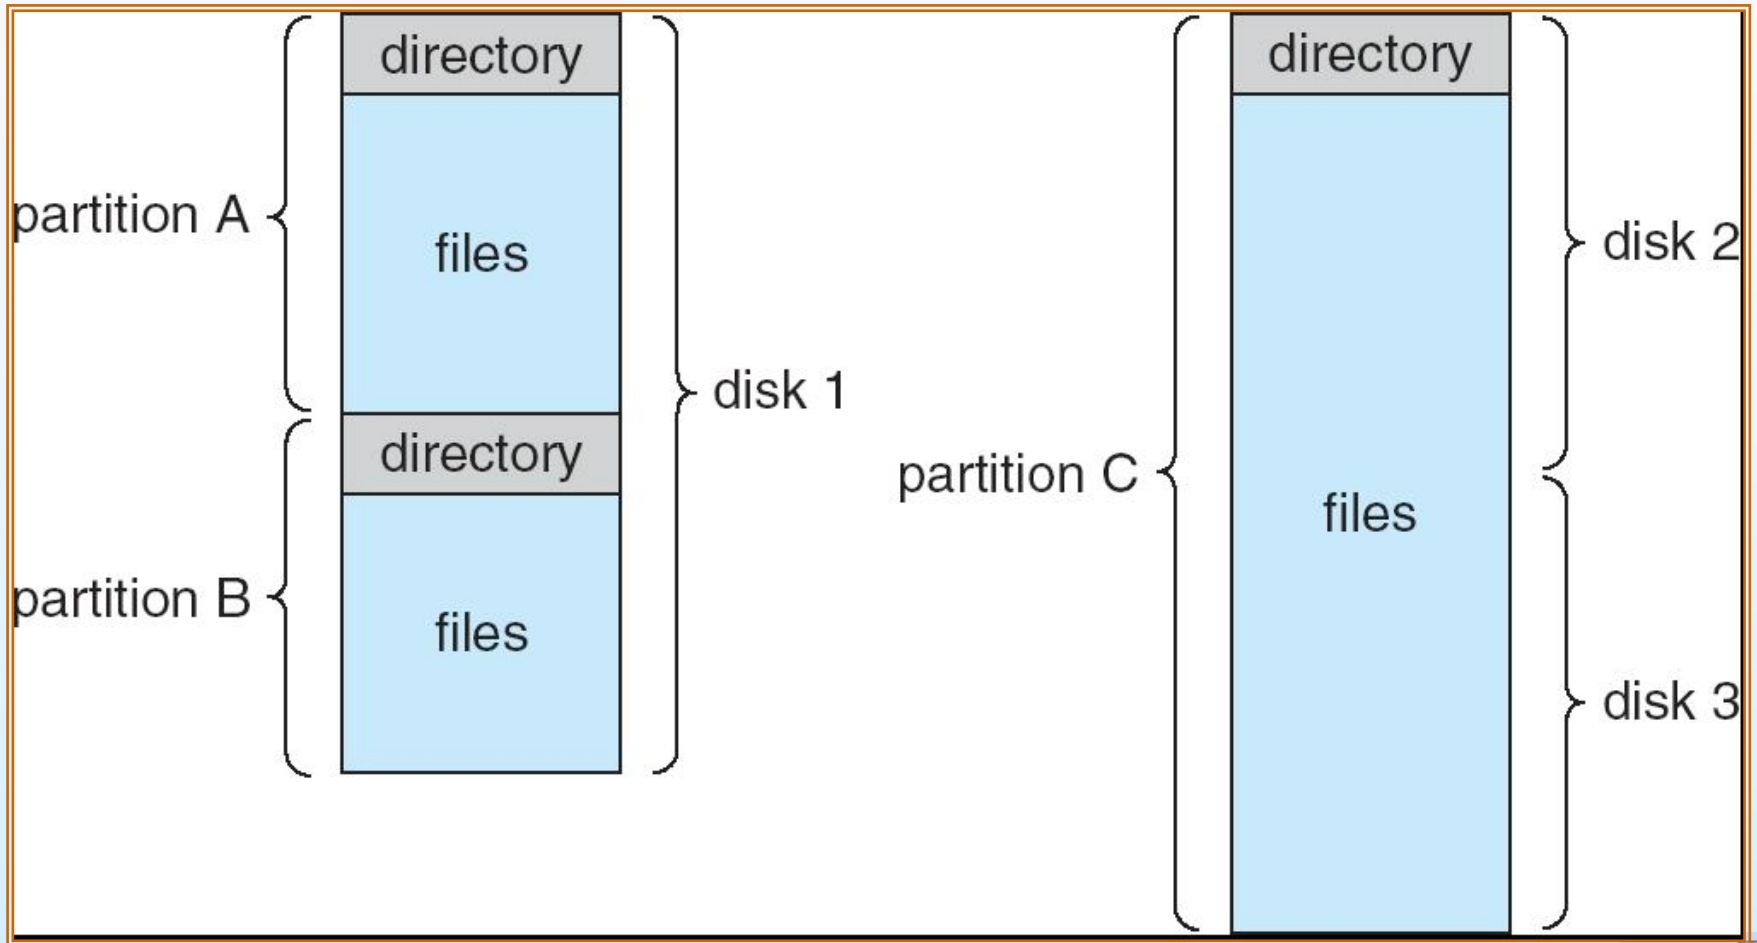 directory
partition A
files
disk 1
directory
partition B
files
directory
disk 2
partition C
files
disk 3